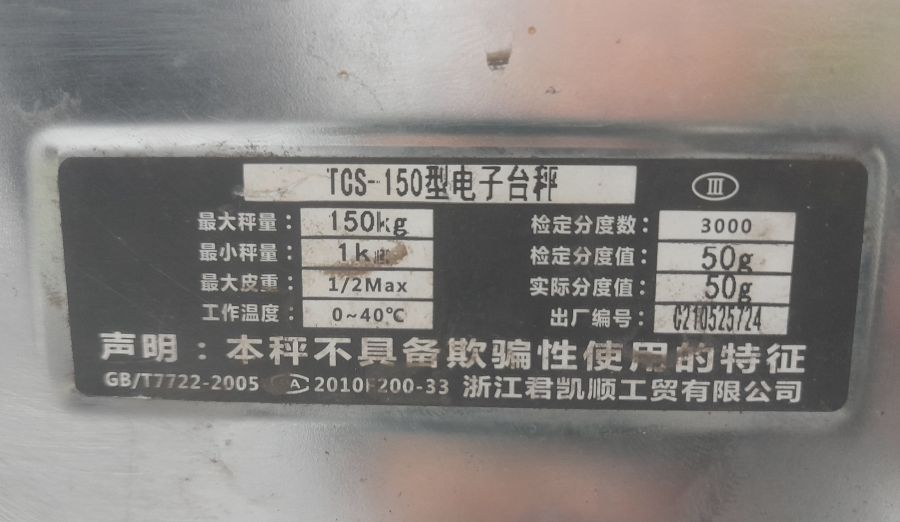 TCS-150型电子台秤
Ⅲ
最大秤量： 150kg 检定分度数： 3000
最小秤量： 1k 检定分度值： 50g
最大皮重： 1/2Max 实际分度值： 50g
工作温度： 0~40℃ 出厂编号： C210525724
声明：本秤不具备欺骗性使用的特征
GB/T7722-2005 2010F200-33 浙江君凯顺工贸有限公司